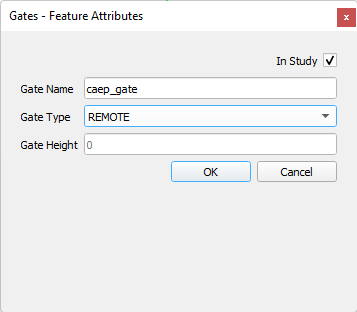 Gates - Feature Attributes
x
In Study
Gate Name caep_gate
Gate Type REMOTE
Gate Height 0
OK Cancel